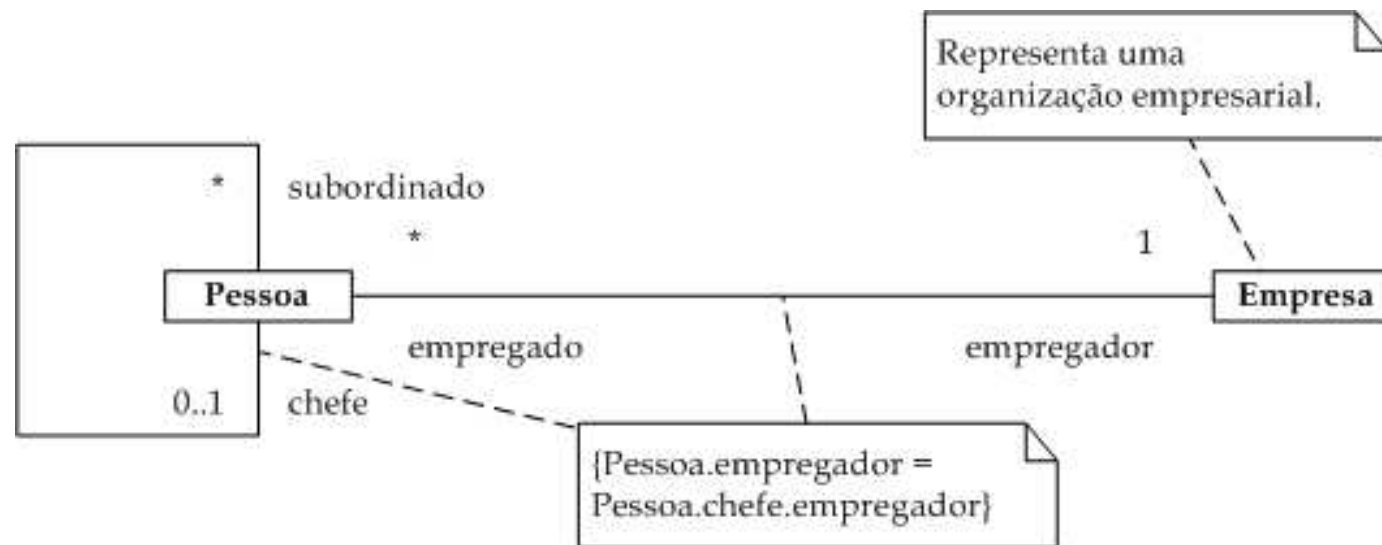 Representa uma
organização empresarial.
*
subordinado
*
1
Pessoa
Empresa
empregado
empregador
0..1
chefe
{Pessoa.empregador =
Pessoa.chefe.empregador}